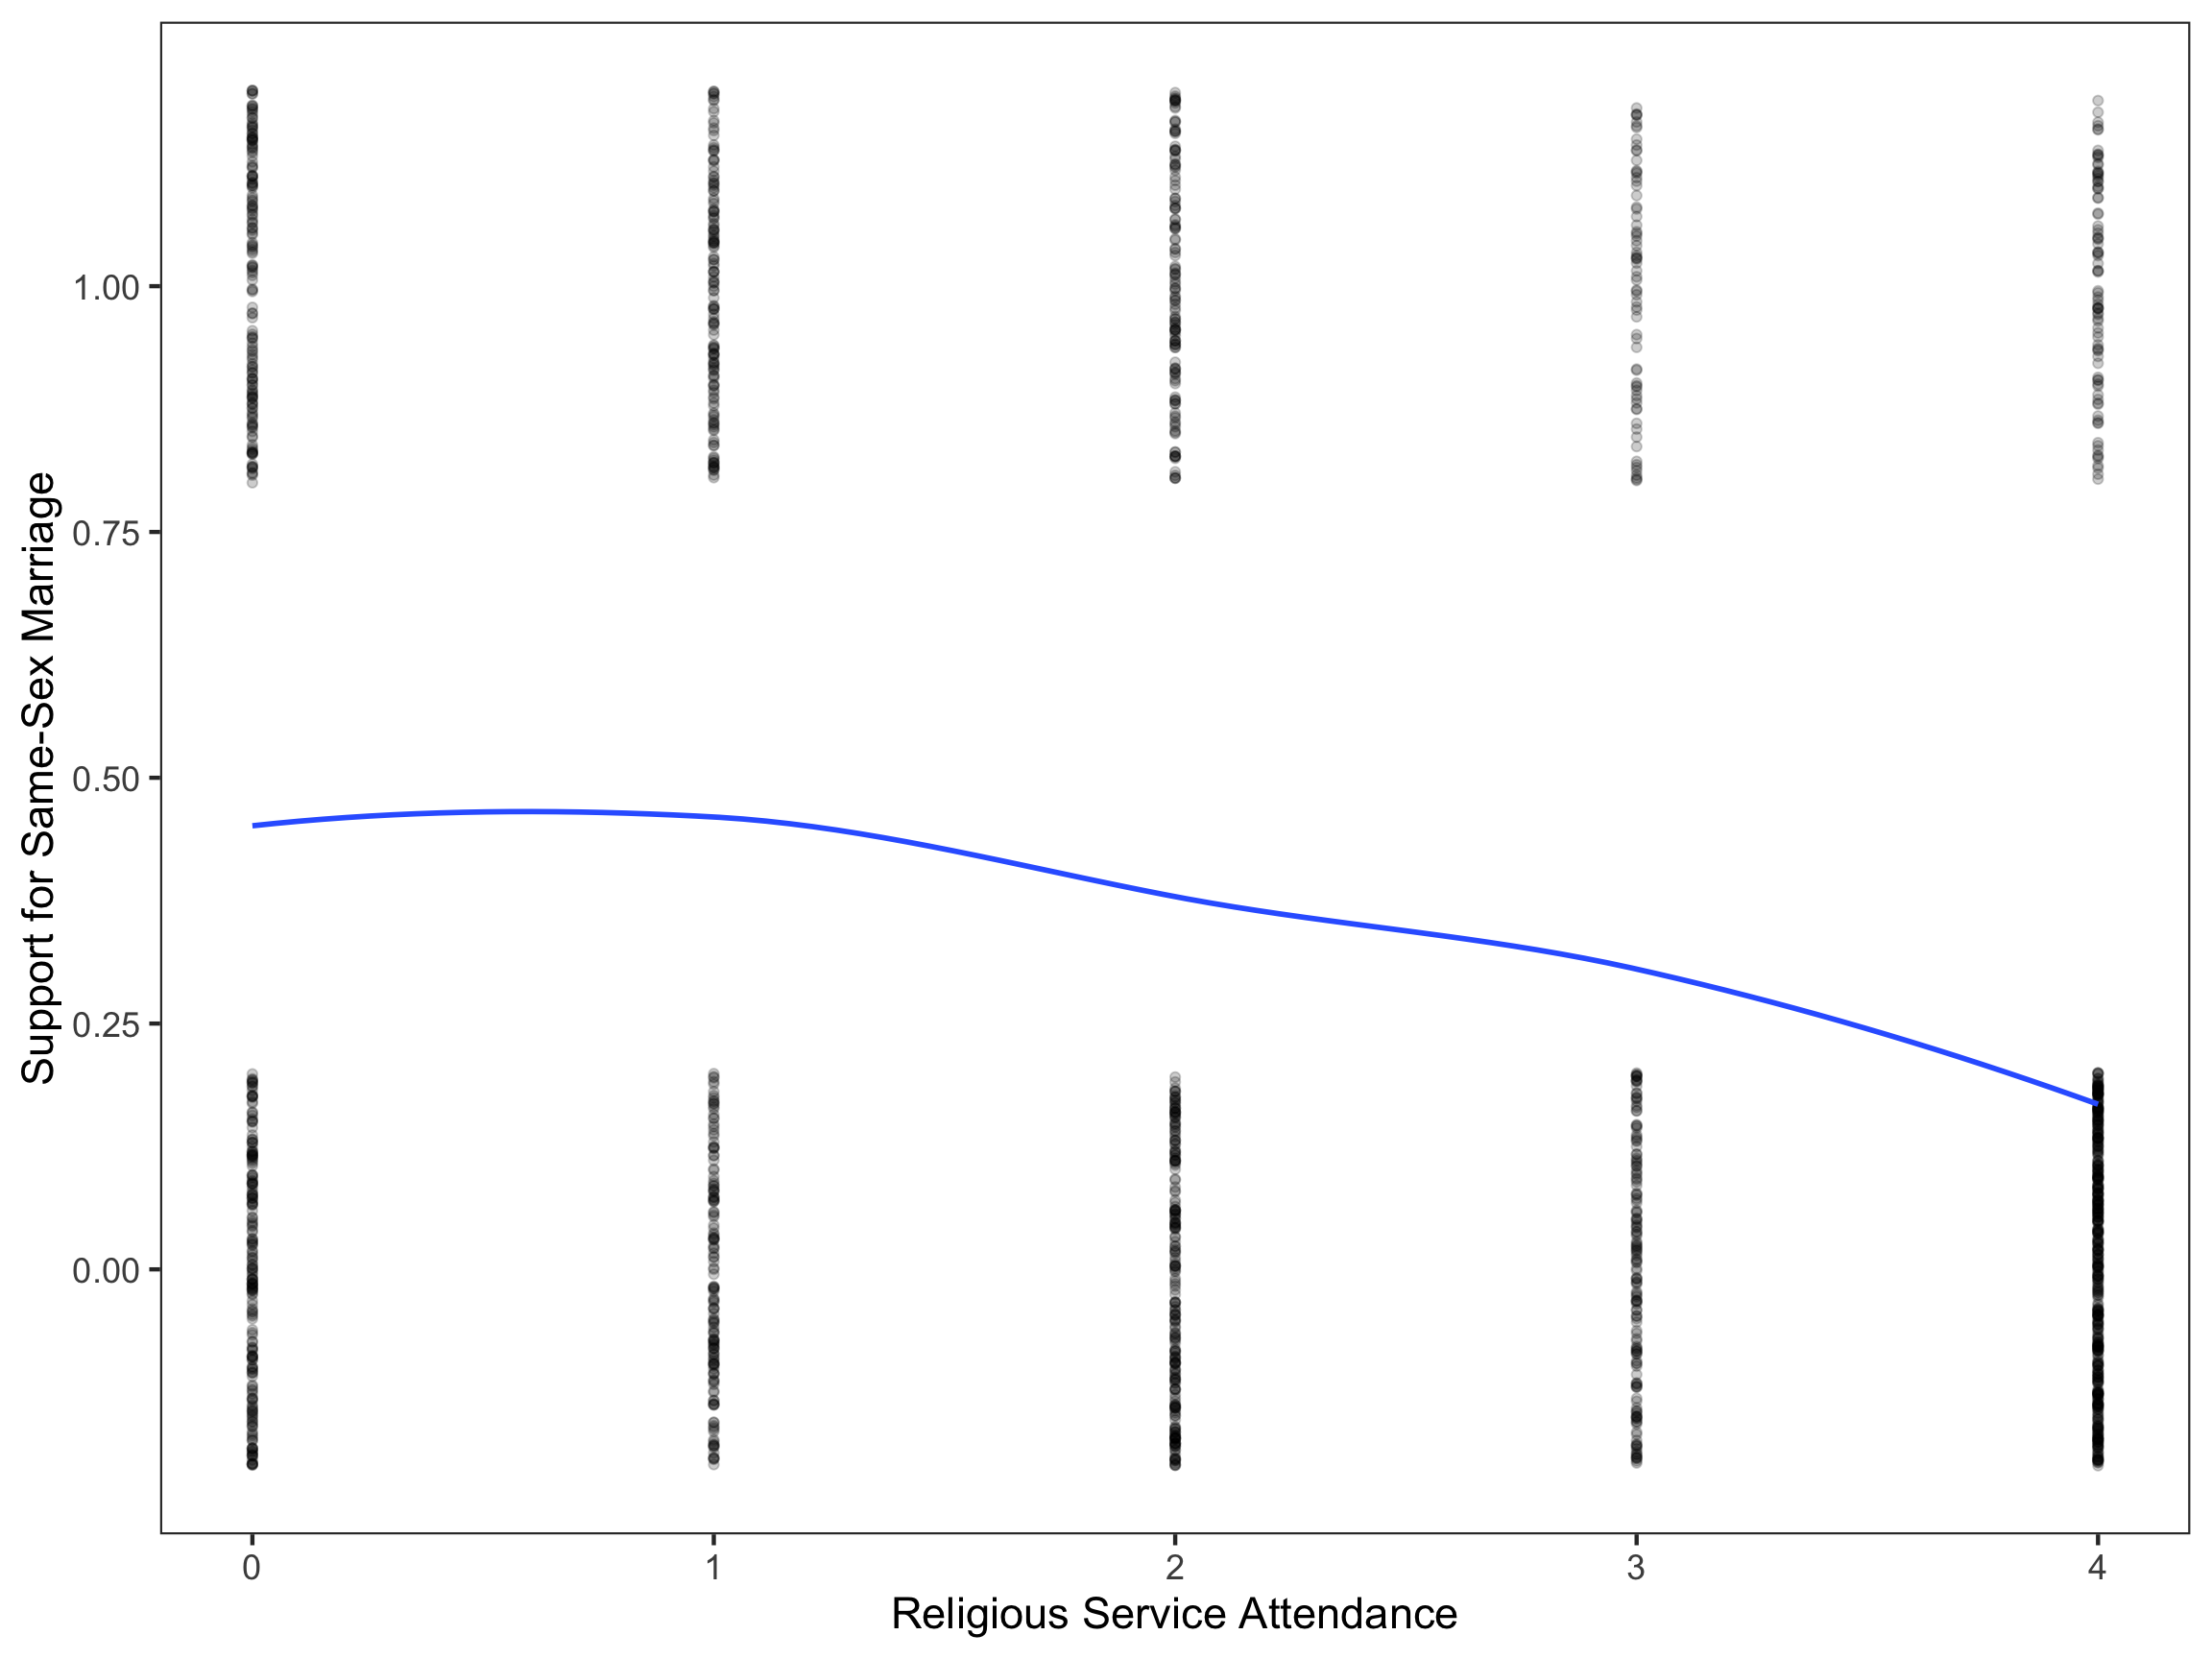 Support for Same-Sex Marriage
1.00
0.75
0.50
0.25
0.00
0 1 2 3 4
Religious Service Attendance